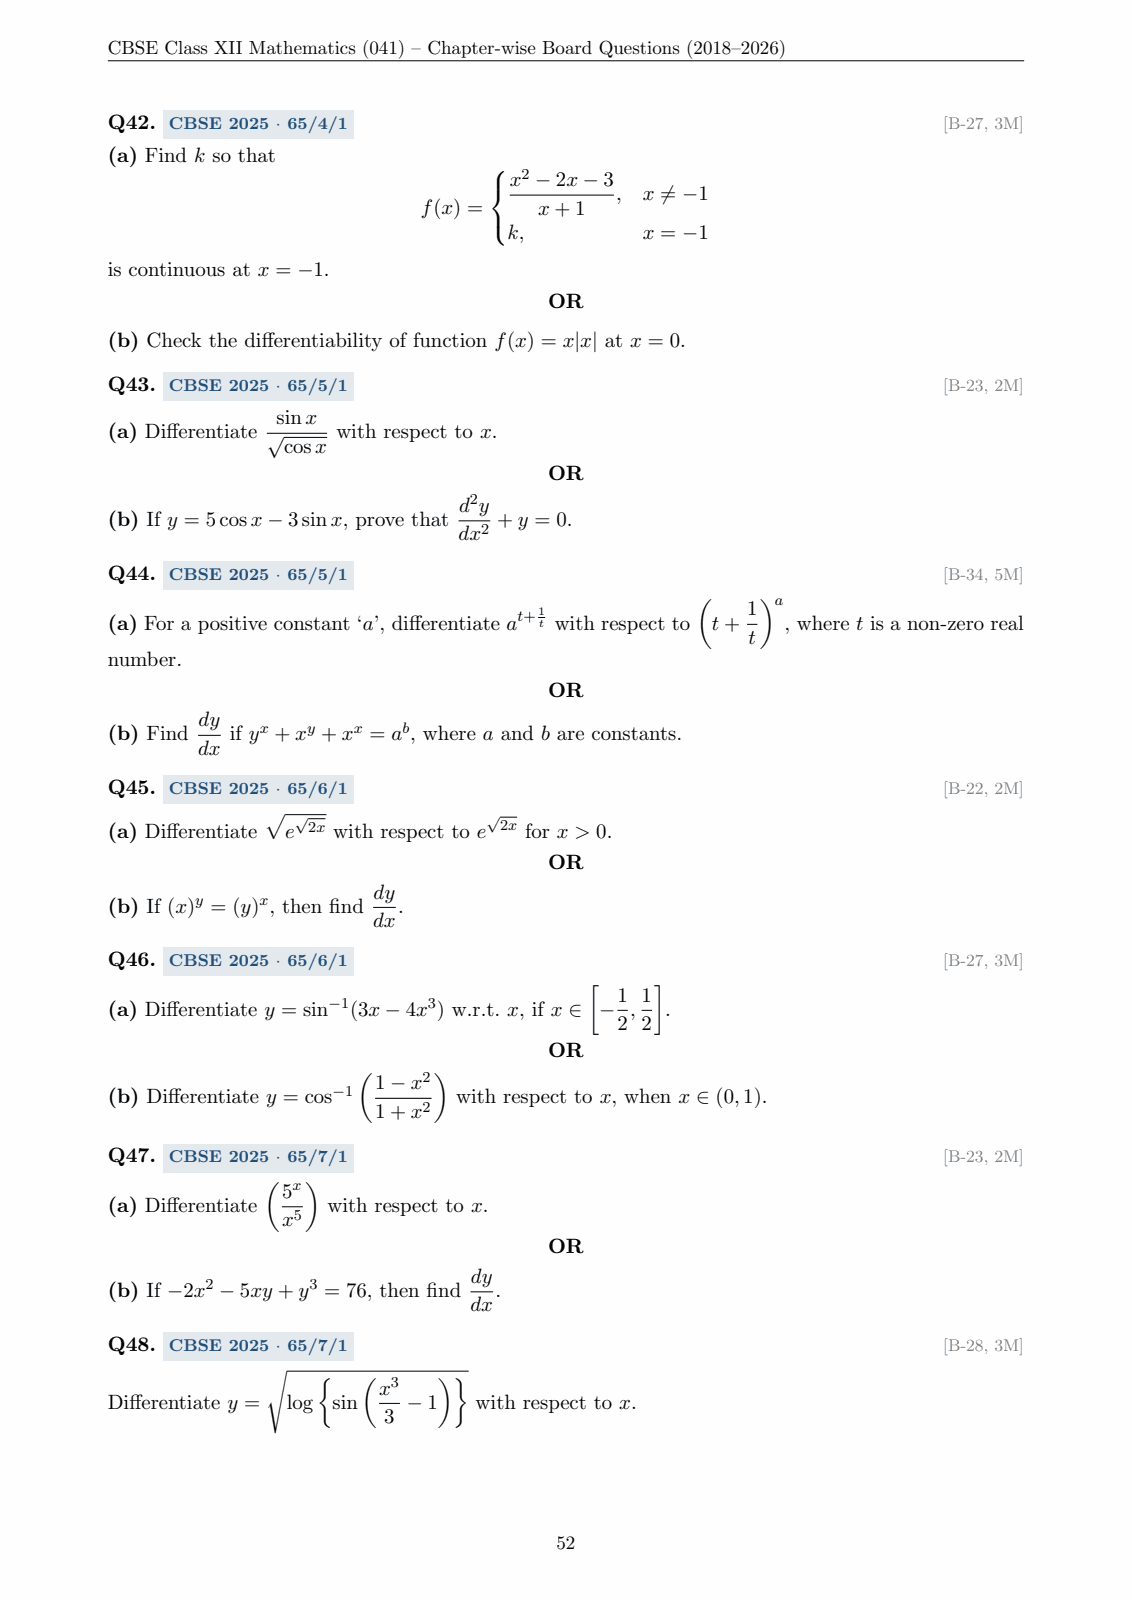 CBSE Class XII Mathematics (041) – Chapter-wise Board Questions (2018–2026)
Q42. CBSE 2025 · 65/4/1 [B-27, 3M]
(a) Find k so that
f(x) = { (x² − 2x − 3)/(x + 1), x ≠ −1
k, x = −1
is continuous at x = −1.
OR
(b) Check the differentiability of function f(x) = x|x| at x = 0.
Q43. CBSE 2025 · 65/5/1 [B-23, 2M]
(a) Differentiate sin x/√(cos x) with respect to x.
OR
(b) If y = 5 cos x − 3 sin x, prove that d²y/dx² + y = 0.
Q44. CBSE 2025 · 65/5/1 [B-34, 5M]
(a) For a positive constant ‘a’, differentiate a^(t+1/t) with respect to (t + 1/t)^a, where t is a non-zero real
number.
OR
(b) Find dy/dx if y^x + x^y + x^x = a^b, where a and b are constants.
Q45. CBSE 2025 · 65/6/1 [B-22, 2M]
(a) Differentiate √(e^√(2x)) with respect to e^√(2x) for x > 0.
OR
(b) If (x)^y = (y)^x, then find dy/dx.
Q46. CBSE 2025 · 65/6/1 [B-27, 3M]
(a) Differentiate y = sin⁻¹(3x − 4x³) w.r.t. x, if x ∈ [−1/2, 1/2].
OR
(b) Differentiate y = cos⁻¹((1 − x²)/(1 + x²)) with respect to x, when x ∈ (0, 1).
Q47. CBSE 2025 · 65/7/1 [B-23, 2M]
(a) Differentiate (5^x/x⁵) with respect to x.
OR
(b) If −2x² − 5xy + y³ = 76, then find dy/dx.
Q48. CBSE 2025 · 65/7/1 [B-28, 3M]
Differentiate y = √(log{sin(x³/3 − 1)}) with respect to x.
52